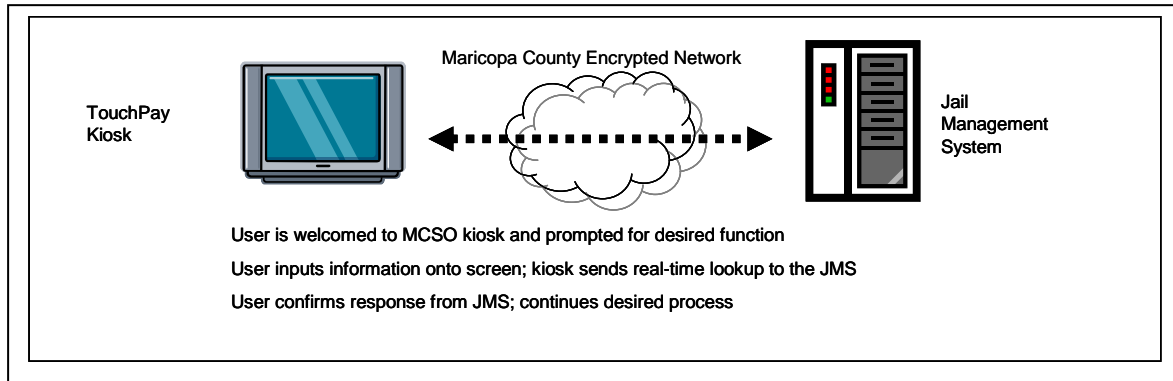 Maricopa County Encrypted Network
TouchPay
Kiosk
Jail
Management
System
User is welcomed to MCSO kiosk and prompted for desired function
User inputs information onto screen; kiosk sends real-time lookup to the JMS
User confirms response from JMS; continues desired process